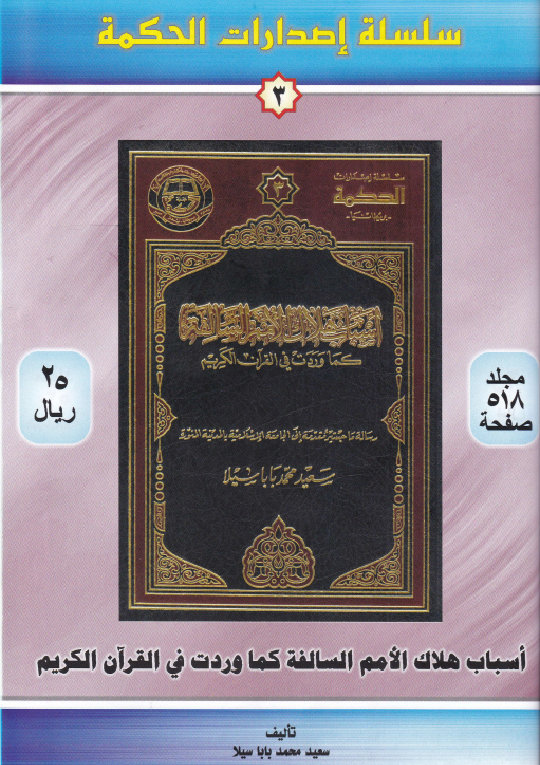 سلسلة إصدارات الحكمة
٣
سلسلة إصدارات
الحكمة
٣
أسباب هلاك الأمم السالفة
كما وردت في القرآن الكريم
رسالة ماجستير مقدمة إلى الجامعة الإسلامية بالمدينة المنورة
سعيد محمد بابا سيلا
٢٥
ريال
مجلد
٥١٨
صفحة
أسباب هلاك الأمم السالفة كما وردت في القرآن الكريم
تأليف
سعيد محمد بابا سيلا